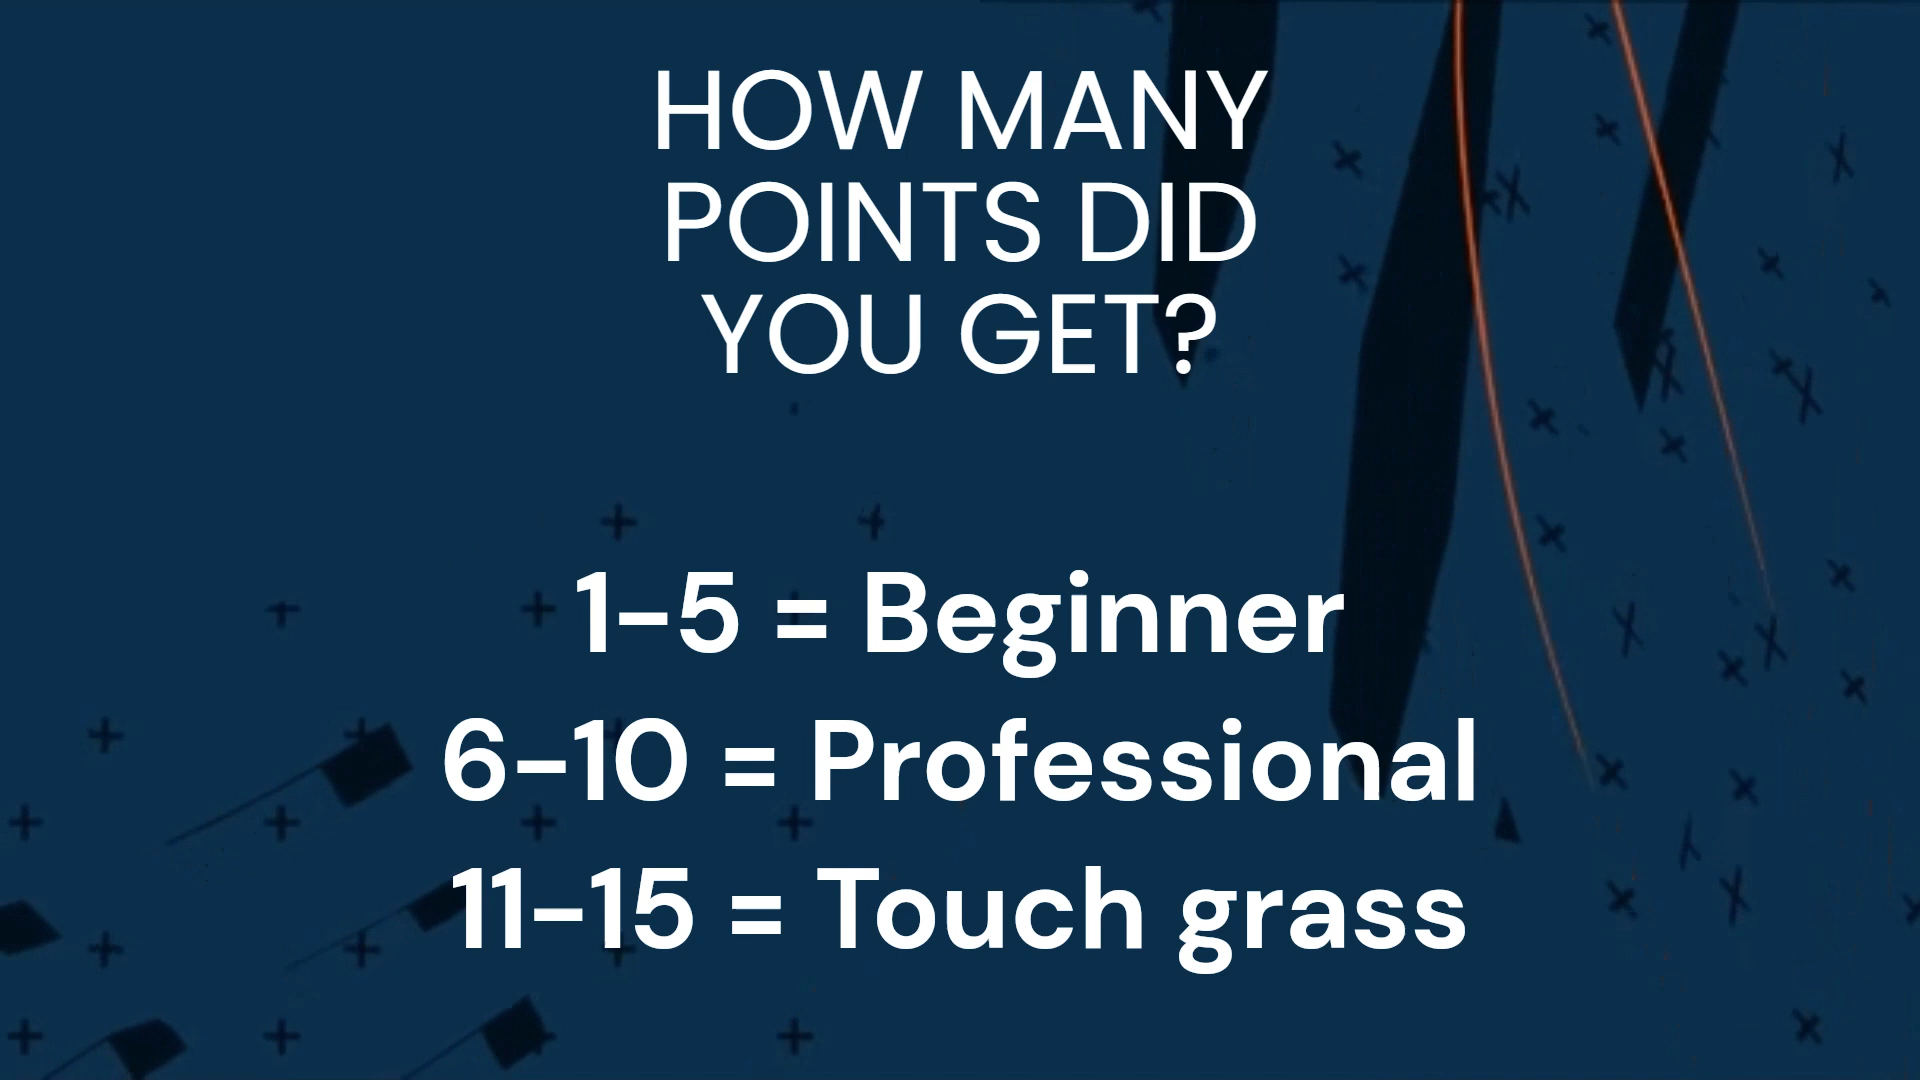 HOW MANY
POINTS DID
YOU GET?
1-5 = Beginner
6-10 = Professional
11-15 = Touch grass